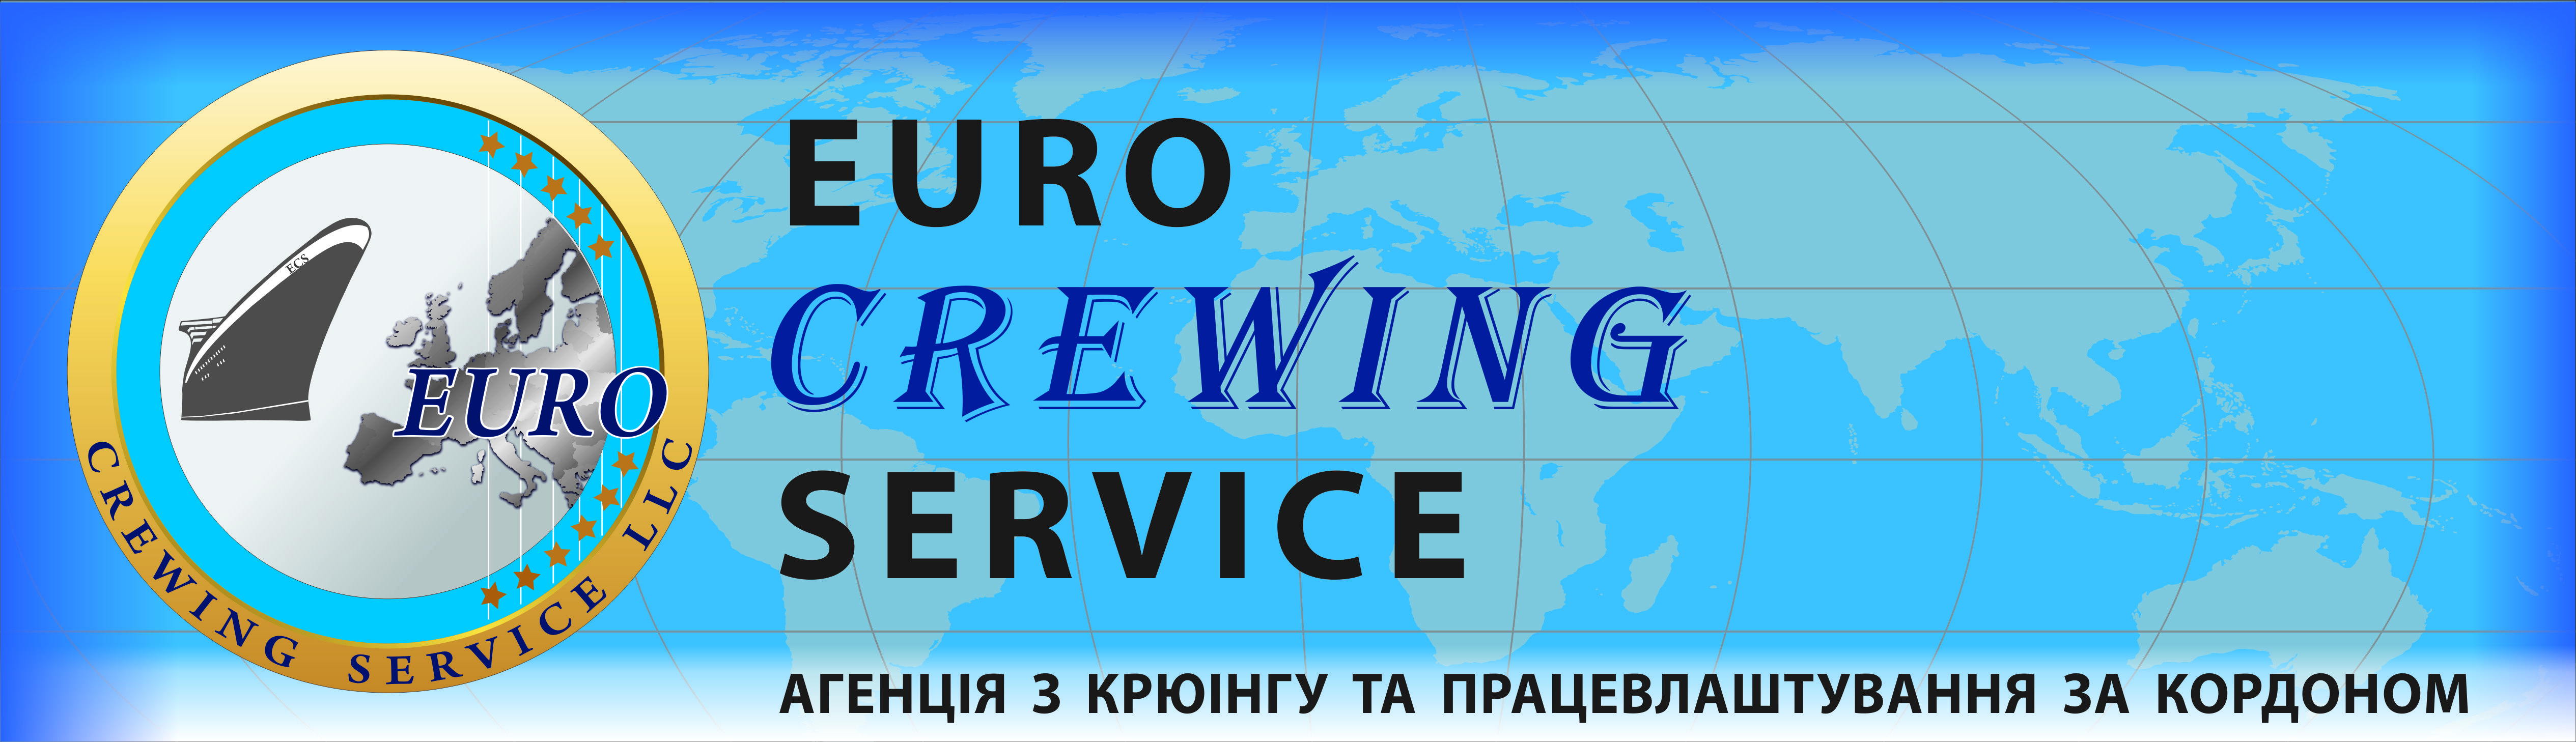 ECS
EURO
CREWING SERVICE LLC
EURO
CREWING
SERVICE
АГЕНЦІЯ З КРЮІНГУ ТА ПРАЦЕВЛАШТУВАННЯ ЗА КОРДОНОМ